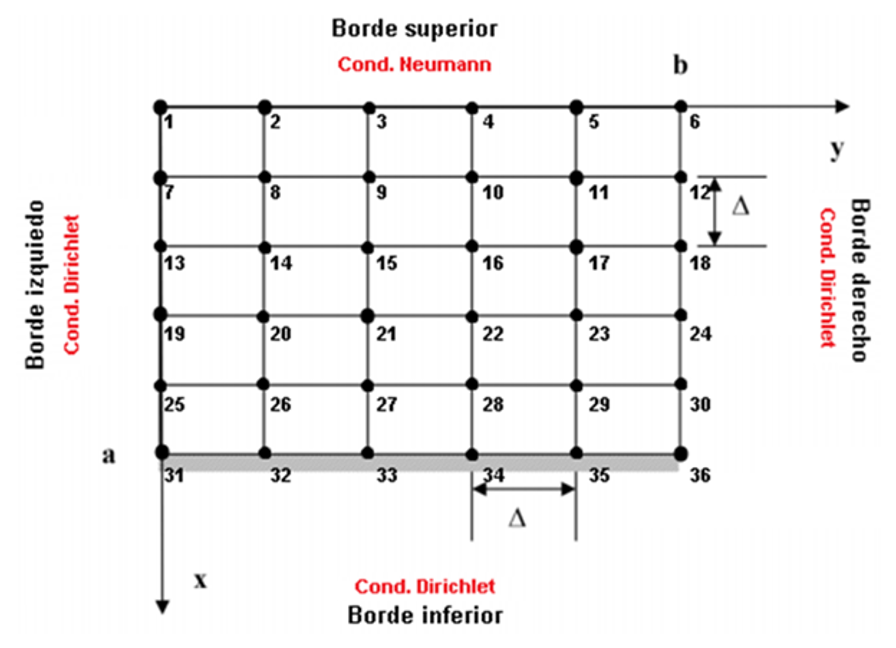 Borde superior
Cond. Neumann
b
1 2 3 4 5 6
y
7 8 9 10 11 12
Δ
13 14 15 16 17 18
19 20 21 22 23 24
25 26 27 28 29 30
a
31 32 33 34 35 36
Δ
x
Cond. Dirichlet
Borde inferior
Borde izquiedo
Cond. Dirichlet
Borde derecho
Cond. Dirichlet